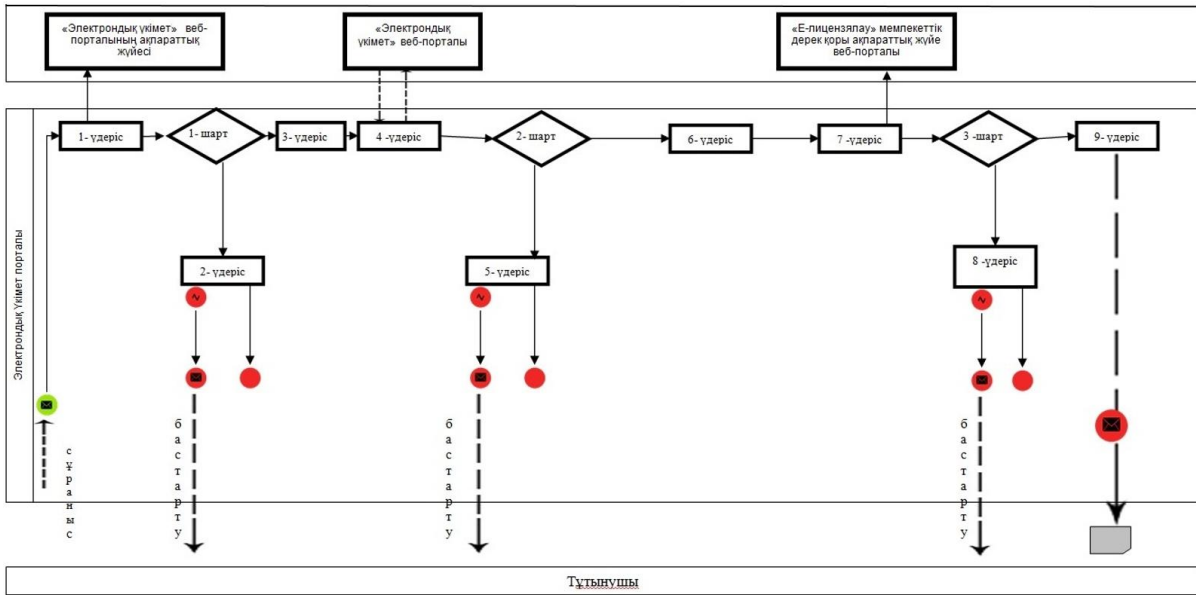 «Электрондық үкімет» веб-
порталының ақпараттық
жүйесі
«Электрондық
үкімет» веб-порталы
«Е-лицензялау» мемлекеттік
дерек қоры ақпараттық жүйе
веб-порталы
Электрондық Үкімет порталы
1- үдеріс
1- шарт
3- үдеріс
4 -үдеріс
2- шарт
6- үдеріс
7 -үдеріс
3 -шарт
9- үдеріс
2- үдеріс
5- үдеріс
8 -үдеріс
сұраныс
бастарту
бастарту
бастарту
Тұтынушы